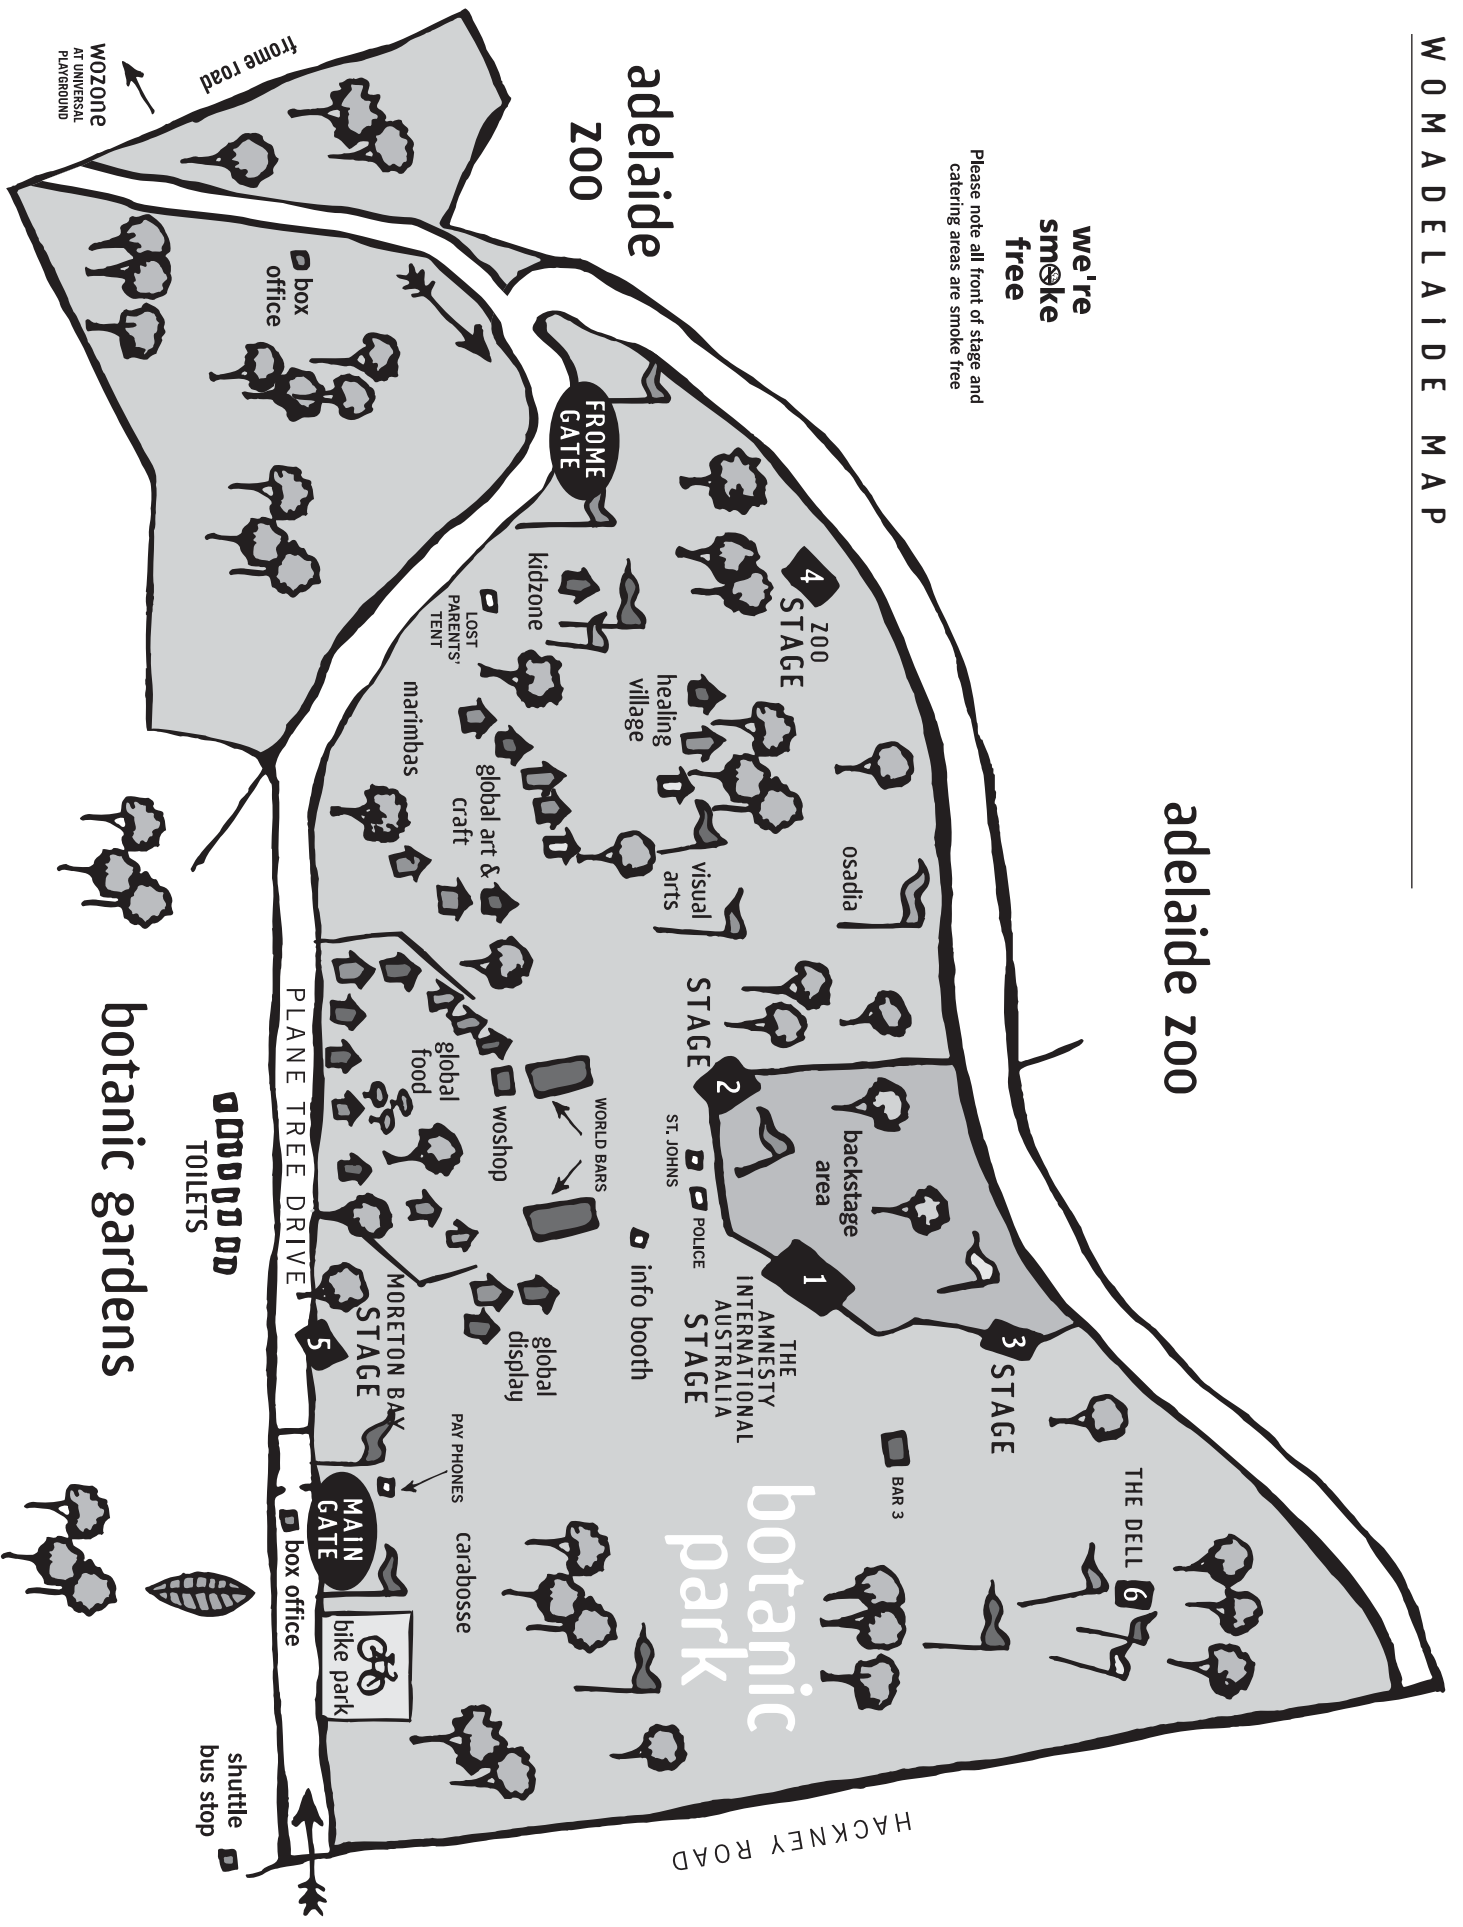 WOMADELAiDE MAP
we're
smoke
free
Please note all front of stage and
catering areas are smoke free
adelaide zoo
adelaide
zoo
frome road
wozone
AT UNIVERSAL
PLAYGROUND
box
office
FROME
GATE
4
ZOO
STAGE
kidzone
LOST
PARENTS'
TENT
healing
village
marimbas
global art &
craft
visual
arts
osadia
STAGE
2
backstage
area
ST. JOHNS
POLICE
1
THE
AMNESTY
INTERNATIONAL
AUSTRALIA
STAGE
3
STAGE
THE DELL
6
BAR 3
botanic
park
WORLD BARS
woshop
global
food
info booth
global
display
MORETON BAY
STAGE
5
PAY PHONES
MAiN
GATE
carabosse
box office
bike park
PLANE TREE DRIVE
TOiLETS
botanic gardens
shuttle
bus stop
HACKNEY ROAD